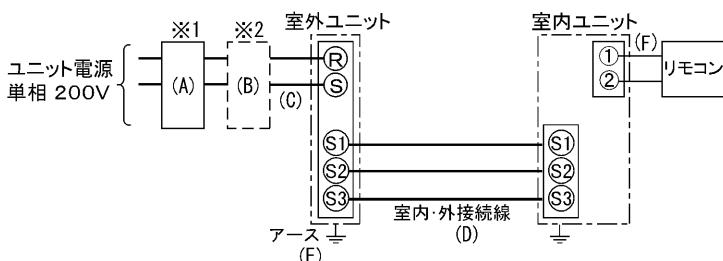 ※1
※2
室外ユニット
室内ユニット
ユニット電源
単相 200V
(A)
(B)
(C)
R
S
S1
S2
S3
室内・外接続線
(D)
アース
(E)
S1
S2
S3
1
2
(F)
リモコン